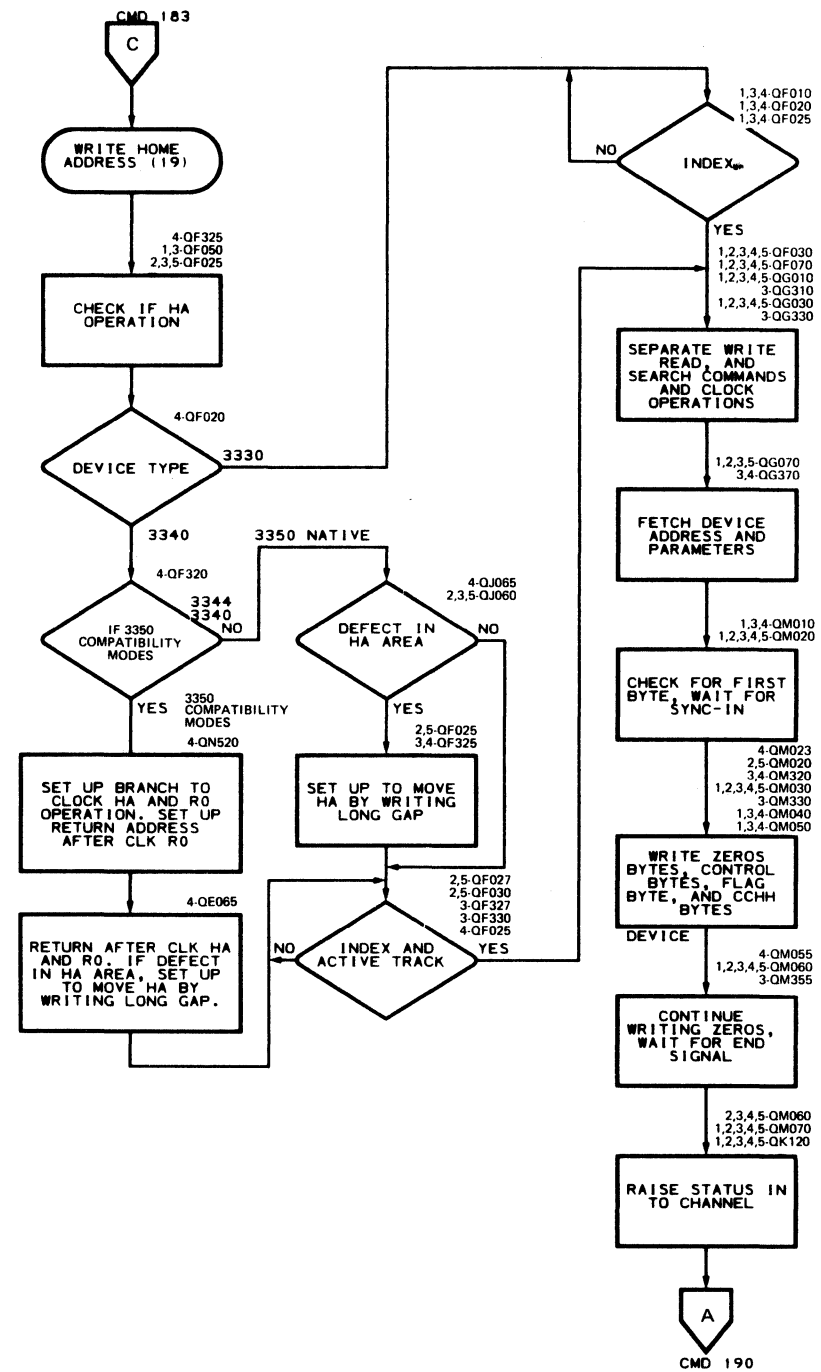 CMD 183
C
WRITE HOME
ADDRESS (19)
4-QF325
1,3-QF050
2,3,5-QF025
CHECK IF HA
OPERATION
4-QF020
DEVICE TYPE
3330
3340
4-QF320
3344
3340
IF 3350
COMPATIBILITY
MODES
NO
3350 NATIVE
YES
3350
COMPATIBILITY
MODES
4-QN520
SET UP BRANCH TO
CLOCK HA AND R0
OPERATION. SET UP
RETURN ADDRESS
AFTER CLK R0
4-QE065
RETURN AFTER CLK HA
AND R0. IF DEFECT
IN HA AREA, SET UP
TO MOVE HA BY
WRITING LONG GAP.
4-QJ065
2,3,5-QJ060
DEFECT IN
HA AREA
NO
YES
2,5-QF025
3,4-QF325
SET UP TO MOVE
HA BY WRITING
LONG GAP
2,5-QF027
2,5-QF030
3-QF327
3-QF330
4-QF025
NO
INDEX AND
ACTIVE TRACK
YES
1,3,4-QF010
1,3,4-QF020
1,3,4-QF025
NO
INDEX
YES
1,2,3,4,5-QF030
1,2,3,4,5-QF070
1,2,3,4,5-QG010
3-QG310
1,2,3,4,5-QG030
3-QG330
SEPARATE WRITE
READ, AND
SEARCH COMMANDS
AND CLOCK
OPERATIONS
1,2,3,5-QG070
3,4-QG370
FETCH DEVICE
ADDRESS AND
PARAMETERS
1,3,4-QM010
1,2,3,4,5-QM020
CHECK FOR FIRST
BYTE, WAIT FOR
SYNC-IN
4-QM023
2,5-QM020
3,4-QM320
1,2,3,4,5-QM030
3-QM330
1,3,4-QM040
1,3,4-QM050
WRITE ZEROS
BYTES, CONTROL
BYTES, FLAG
BYTE, AND CCHH
BYTES
DEVICE
4-QM055
1,2,3,4,5-QM060
3-QM355
CONTINUE
WRITING ZEROS,
WAIT FOR END
SIGNAL
2,3,4,5-QM060
1,2,3,4,5-QM070
1,2,3,4,5-QK120
RAISE STATUS IN
TO CHANNEL
A
CMD 190